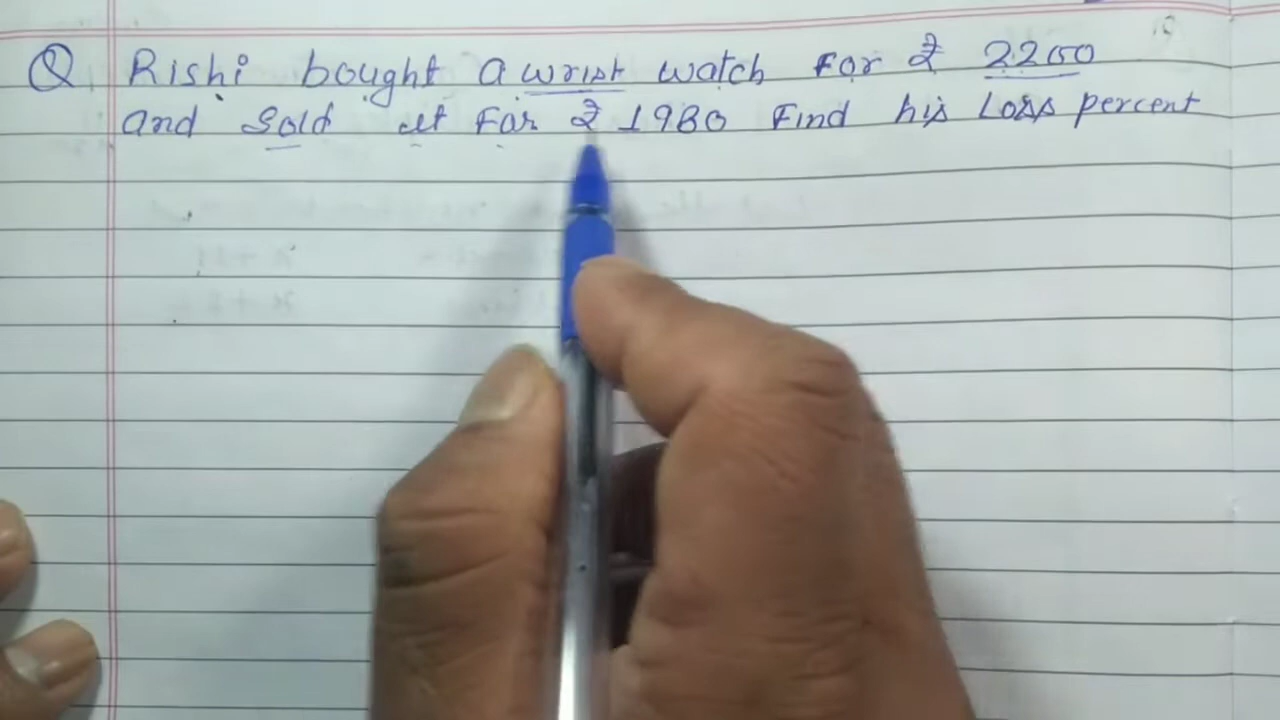 Q Rishi bought a wrist watch For ₹ 2200
and Sold it For ₹ 1980 Find his Loss percent